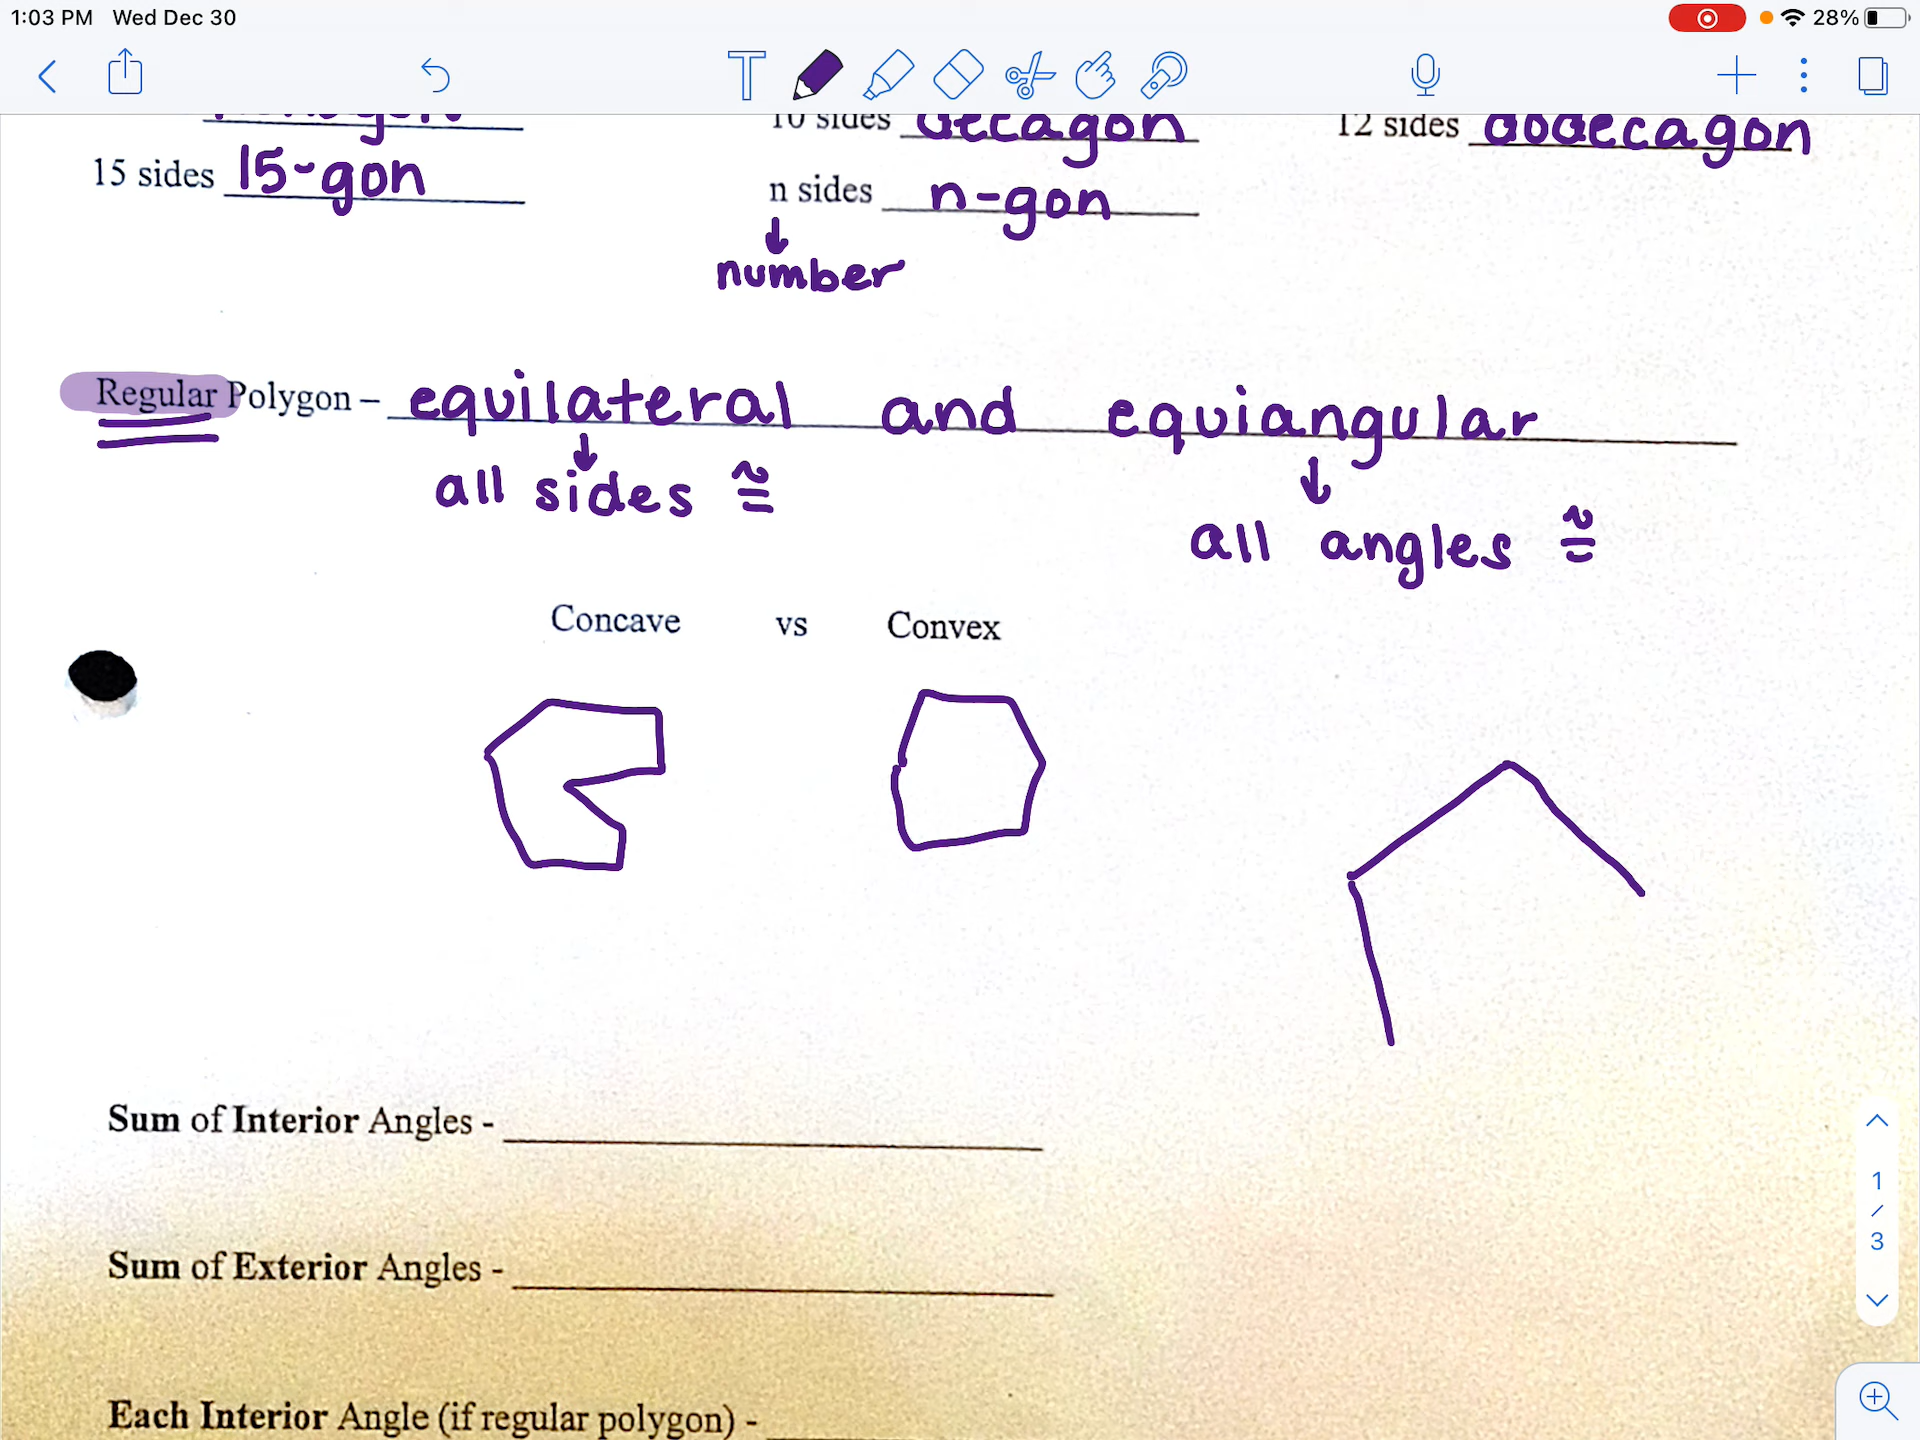 1:03 PM Wed Dec 30 28%
10 sides decagon 12 sides dodecagon
15 sides 15-gon n sides n-gon
number
Regular Polygon – equilateral and equiangular
all sides ≅ all angles ≅
Concave vs Convex
Sum of Interior Angles -
Sum of Exterior Angles -
Each Interior Angle (if regular polygon) -
1
/
3